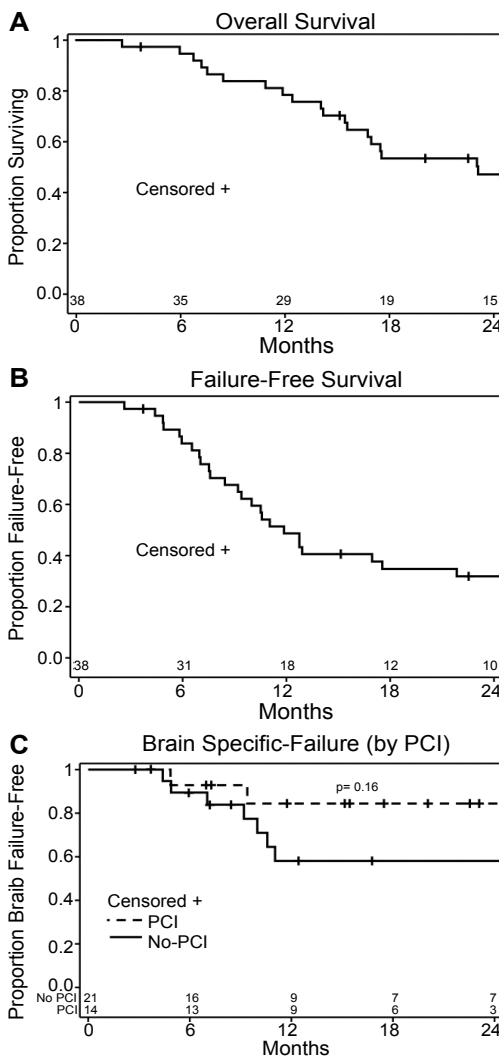 A
Overall Survival
Proportion Surviving
1
0.8
0.6
0.4
0.2
0.0
Censored +
38 35 29 19 15
0 6 12 18 24
Months
B
Failure-Free Survival
Proportion Failure-Free
1
0.8
0.6
0.4
0.2
0.0
Censored +
38 31 18 12 10
0 6 12 18 24
Months
C
Brain Specific-Failure (by PCI)
Proportion Braib Failure-Free
1
0.8
0.6
0.4
0.2
0.0
p= 0.16
Censored +
PCI
No-PCI
No PCI 21 16 9 7 7
PCI 14 13 9 6 3
0 6 12 18 24
Months